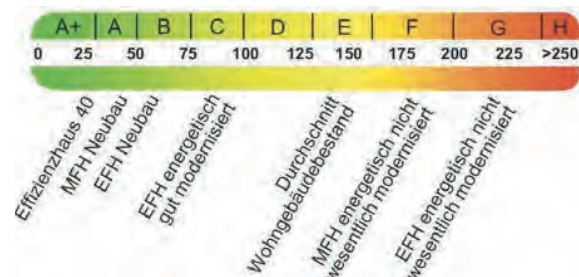 A+ A B C D E F G H
0 25 50 75 100 125 150 175 200 225 >250
Effizienzhaus 40
MFH Neubau
EFH Neubau
EFH energetisch
gut modernisiert
Durchschnitt
Wohngebäudebestand
MFH energetisch nicht
wesentlich modernisiert
EFH energetisch nicht
wesentlich modernisiert